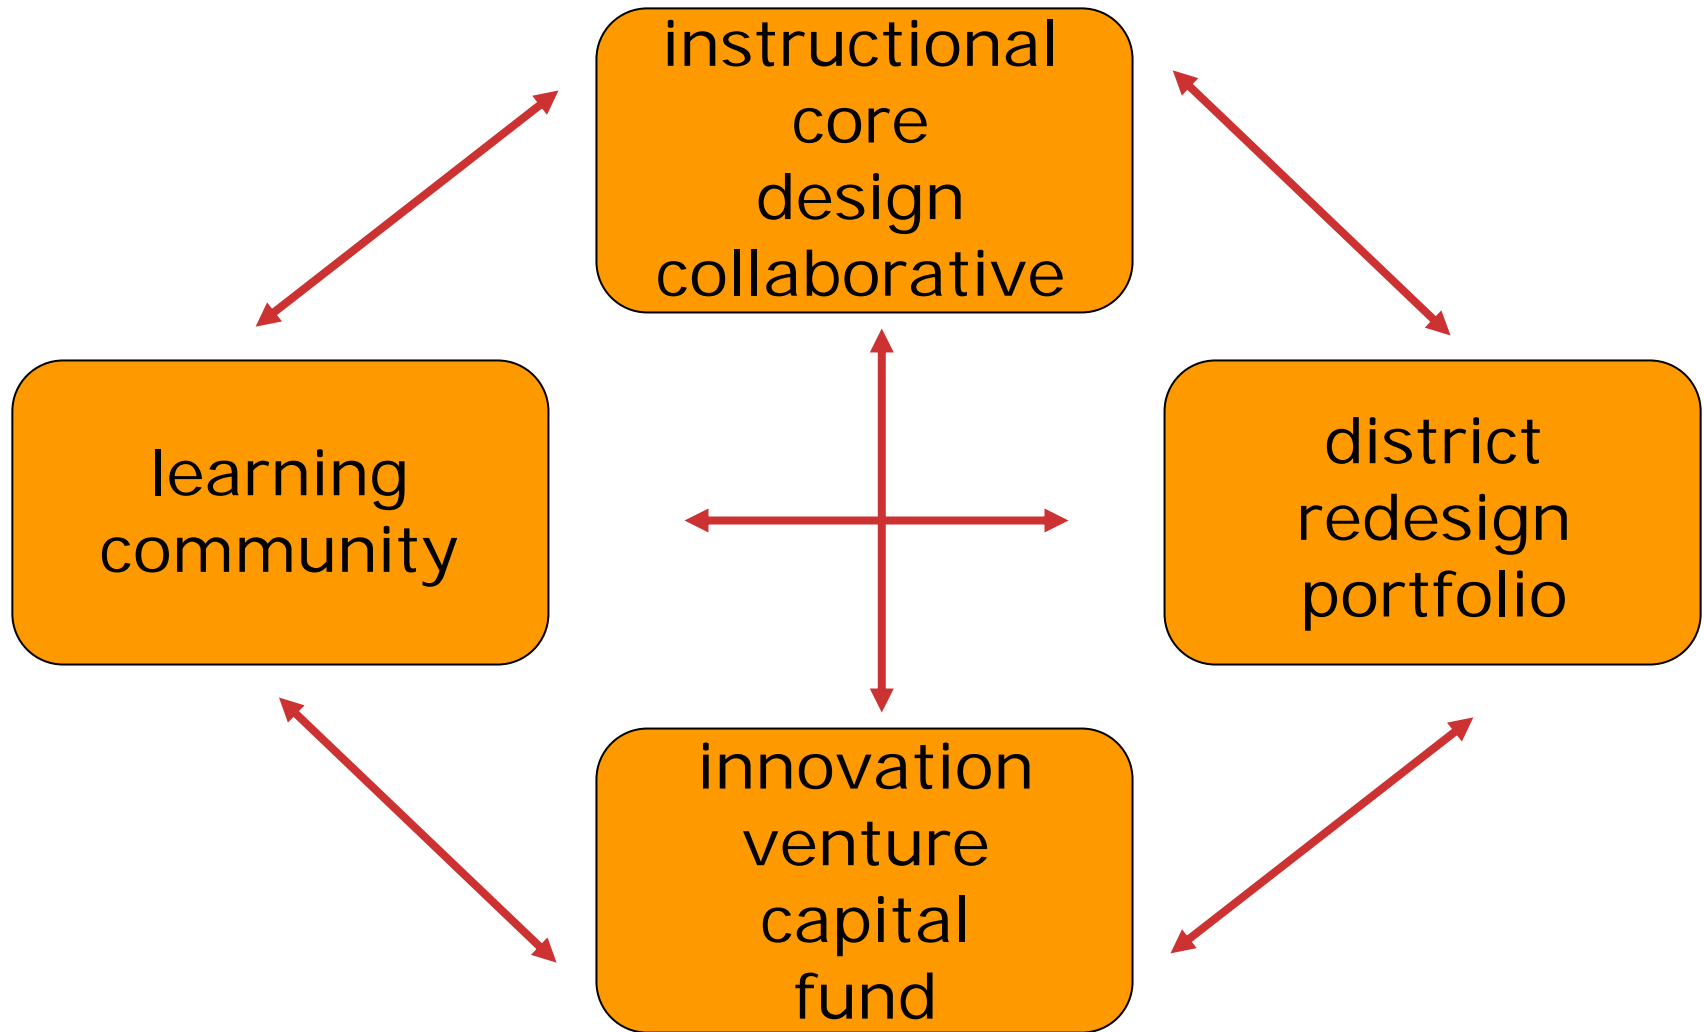 instructional
core
design
collaborative
learning
community
district
redesign
portfolio
innovation
venture
capital
fund